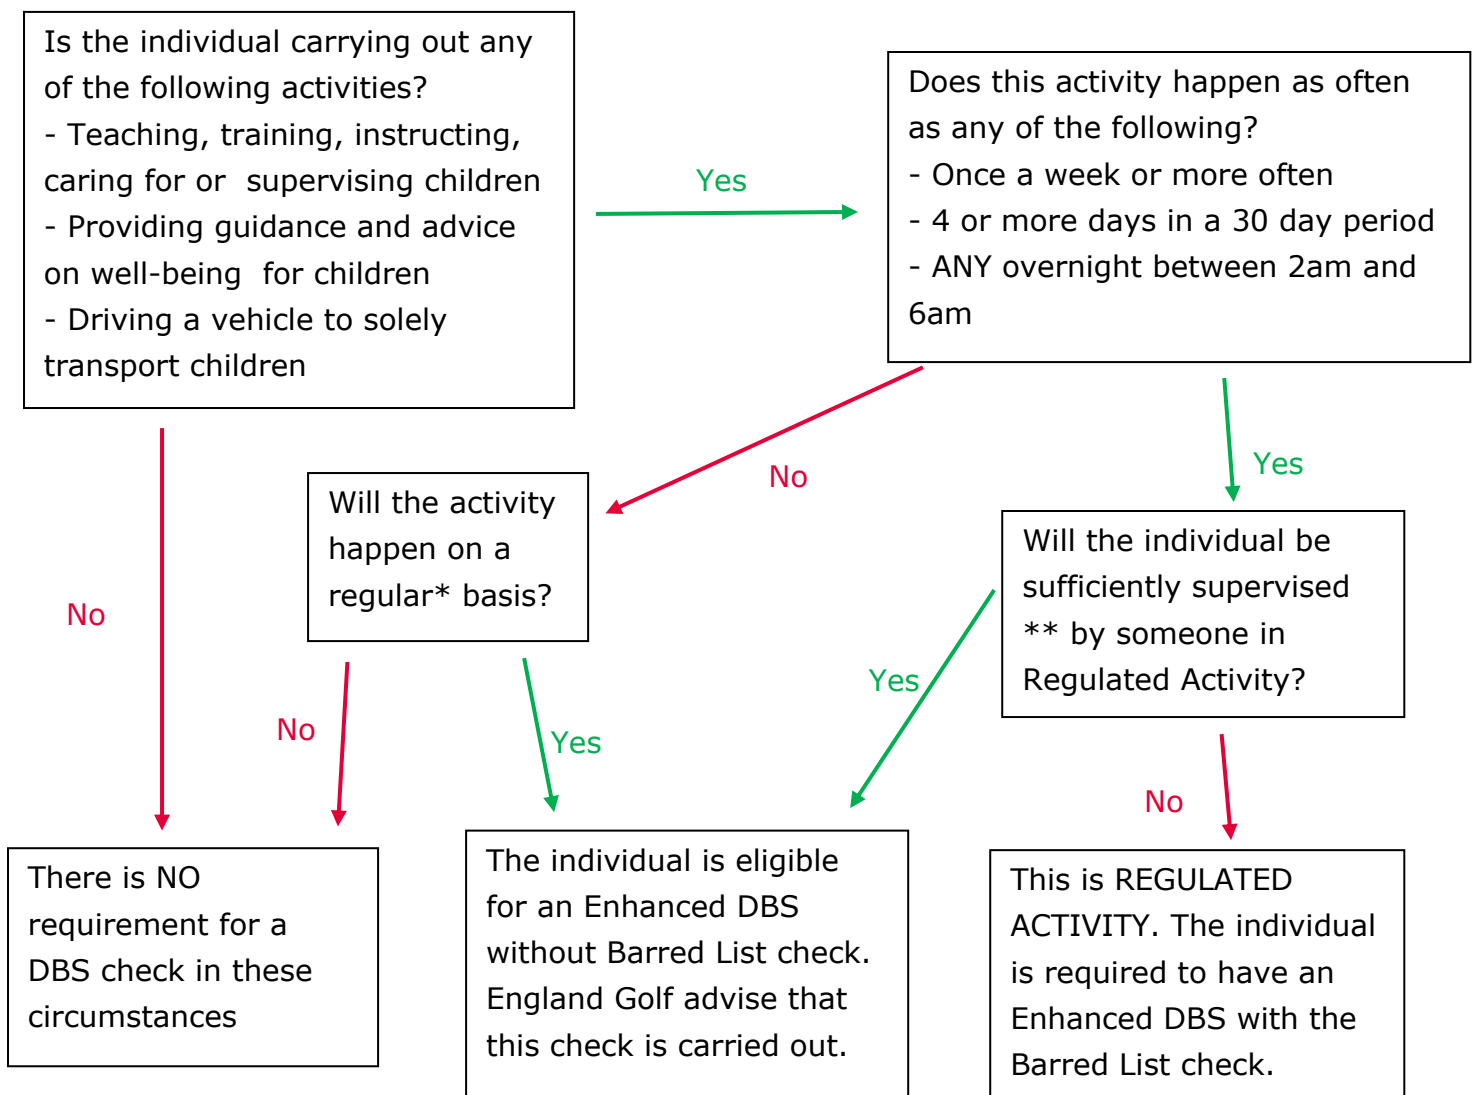 Is the individual carrying out any
of the following activities?
- Teaching, training, instructing,
caring for or supervising children
- Providing guidance and advice
on well-being for children
- Driving a vehicle to solely
transport children
Yes
Does this activity happen as often
as any of the following?
- Once a week or more often
- 4 or more days in a 30 day period
- ANY overnight between 2am and
6am
No
No
Yes
Will the activity
happen on a
regular* basis?
Will the individual be
sufficiently supervised
** by someone in
Regulated Activity?
No
Yes
Yes
No
There is NO
requirement for a
DBS check in these
circumstances
The individual is eligible
for an Enhanced DBS
without Barred List check.
England Golf advise that
this check is carried out.
This is REGULATED
ACTIVITY. The individual
is required to have an
Enhanced DBS with the
Barred List check.